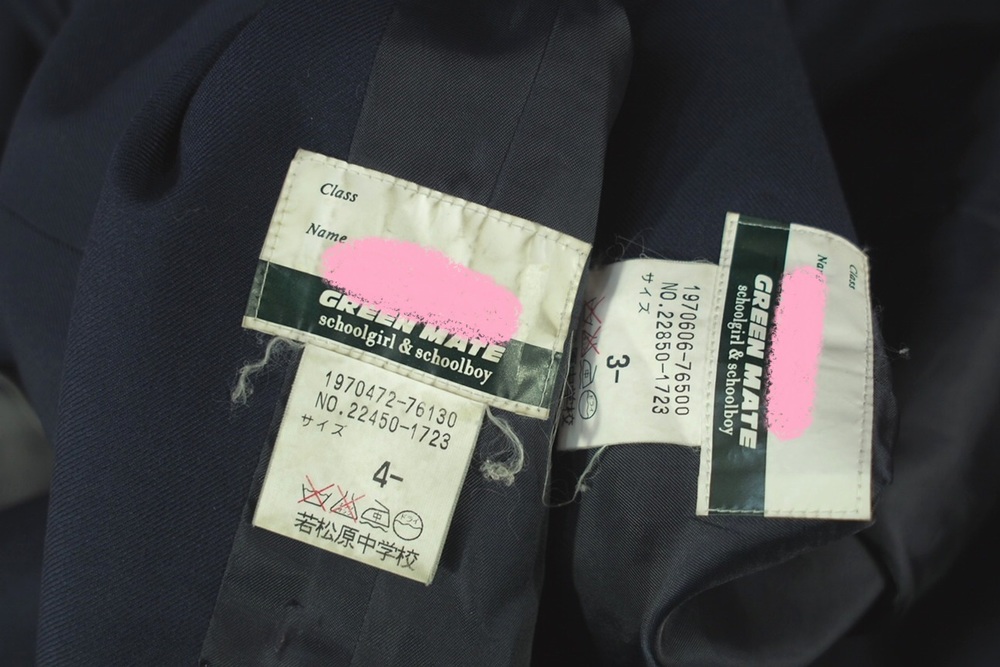 Class
Name
GREEN MATE
schoolgirl & schoolboy
1970472-76130
NO.22450-1723
サイズ
4-
若松原中学校
Class
GREEN MATE
schoolgirl & schoolboy
1970606-76500
NO.22850-1723
サイズ
3-